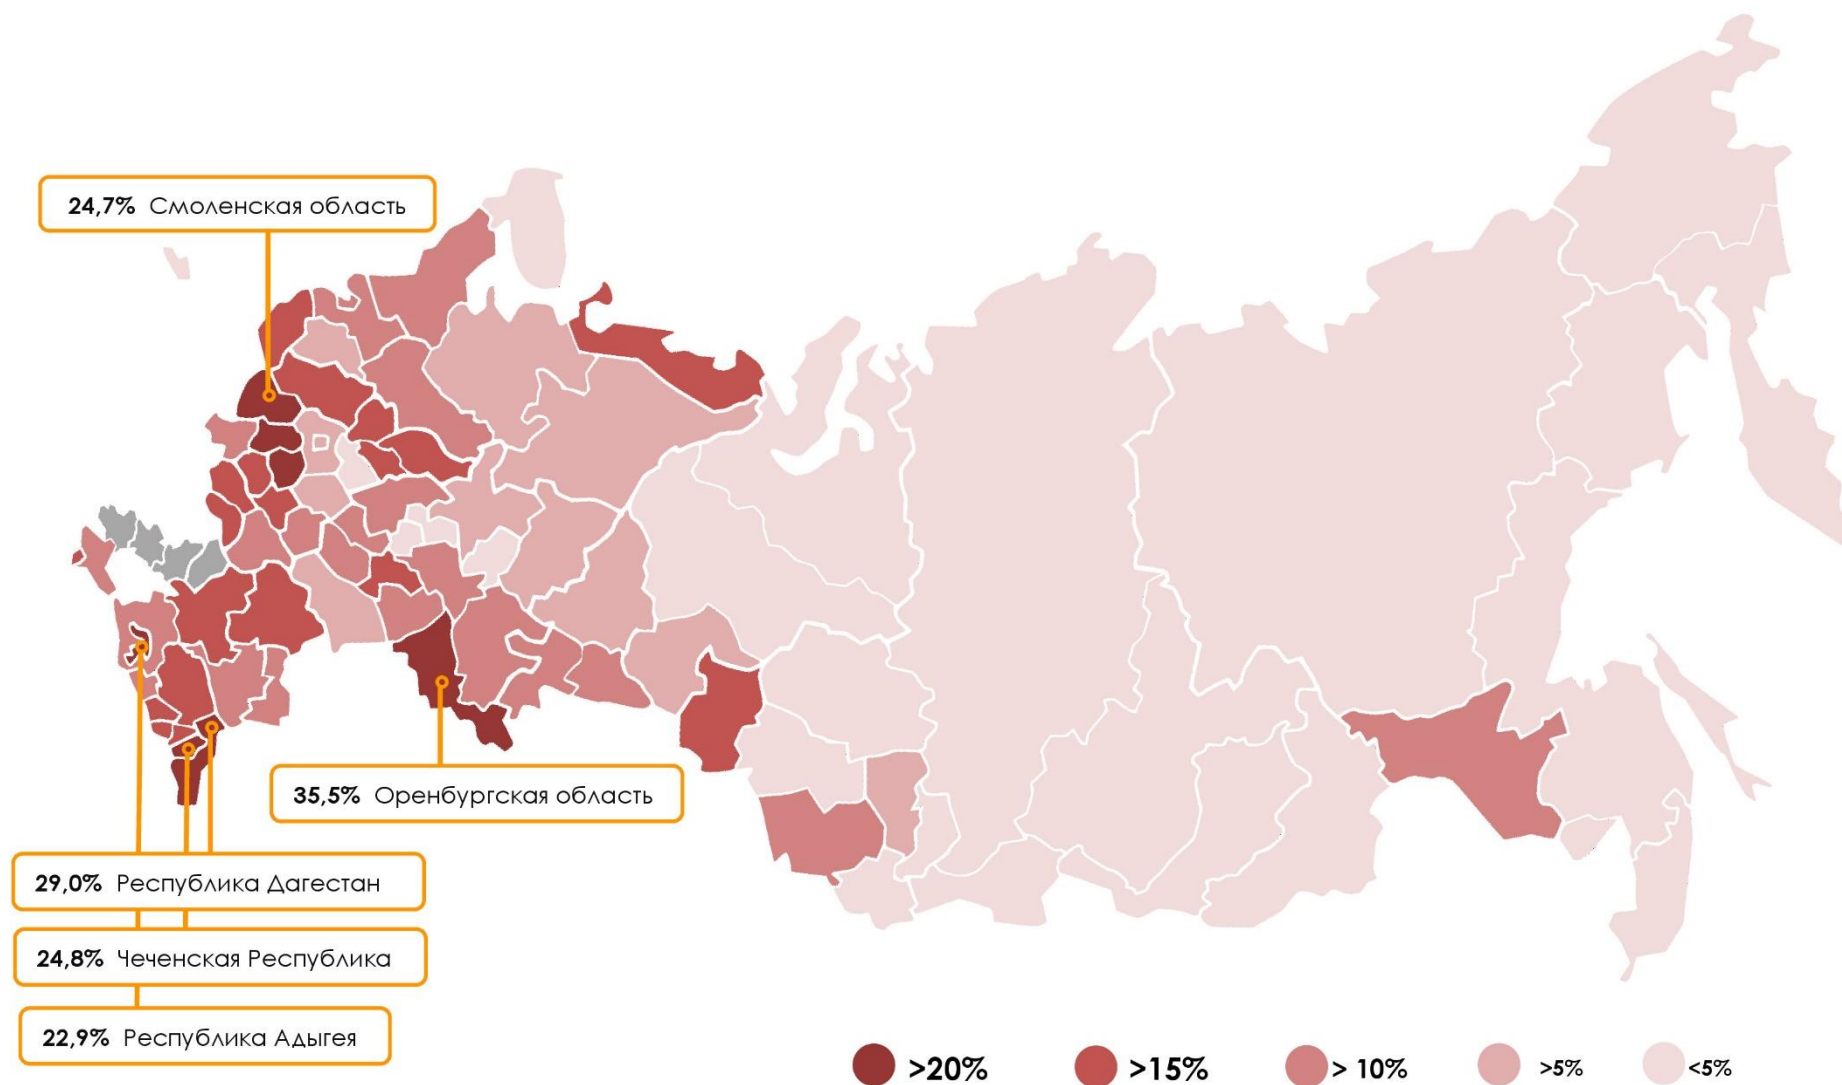 24,7% Смоленская область
35,5% Оренбургская область
29,0% Республика Дагестан
24,8% Чеченская Республика
22,9% Республика Адыгея
>20% >15% > 10% >5% <5%